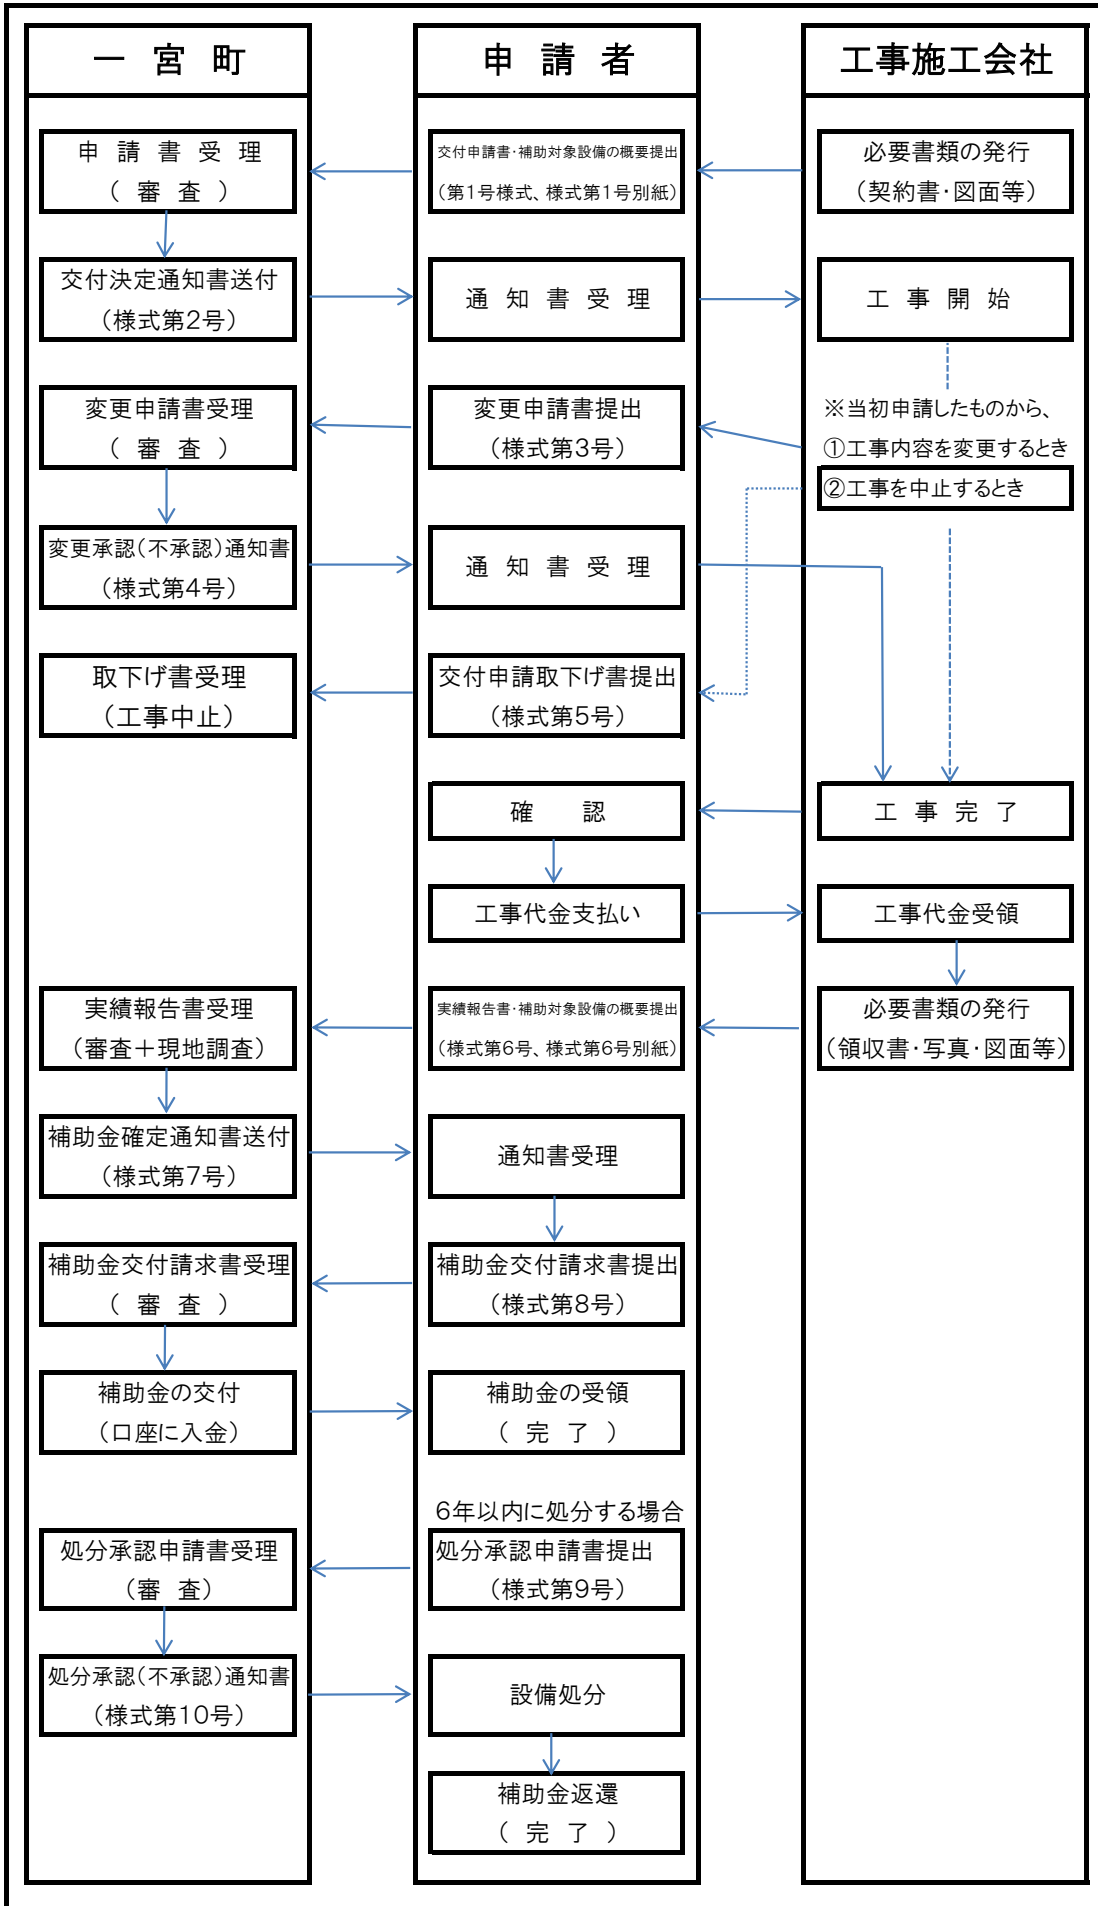 一 宮 町
申 請 者
工事施工会社
申 請 書 受 理
（ 審 査 ）
交付申請書・補助対象設備の概要提出
（第1号様式、様式第1号別紙）
必要書類の発行
（契約書・図面等）
交付決定通知書送付
（様式第2号）
通 知 書 受 理
工 事 開 始
変更申請書受理
（ 審 査 ）
変更申請書提出
（様式第3号）
※当初申請したものから、
①工事内容を変更するとき
②工事を中止するとき
変更承認（不承認）通知書
（様式第4号）
通 知 書 受 理
取下げ書受理
（工事中止）
交付申請取下げ書提出
（様式第5号）
確 認
工 事 完 了
工事代金支払い
工事代金受領
実績報告書受理
（審査＋現地調査）
実績報告書・補助対象設備の概要提出
（様式第6号、様式第6号別紙）
必要書類の発行
（領収書・写真・図面等）
補助金確定通知書送付
（様式第7号）
通知書受理
補助金交付請求書受理
（ 審 査 ）
補助金交付請求書提出
（様式第8号）
補助金の交付
（口座に入金）
補助金の受領
（ 完 了 ）
6年以内に処分する場合
処分承認申請書受理
（審 査）
処分承認申請書提出
（様式第9号）
処分承認（不承認）通知書
（様式第10号）
設備処分
補助金返還
（ 完 了 ）